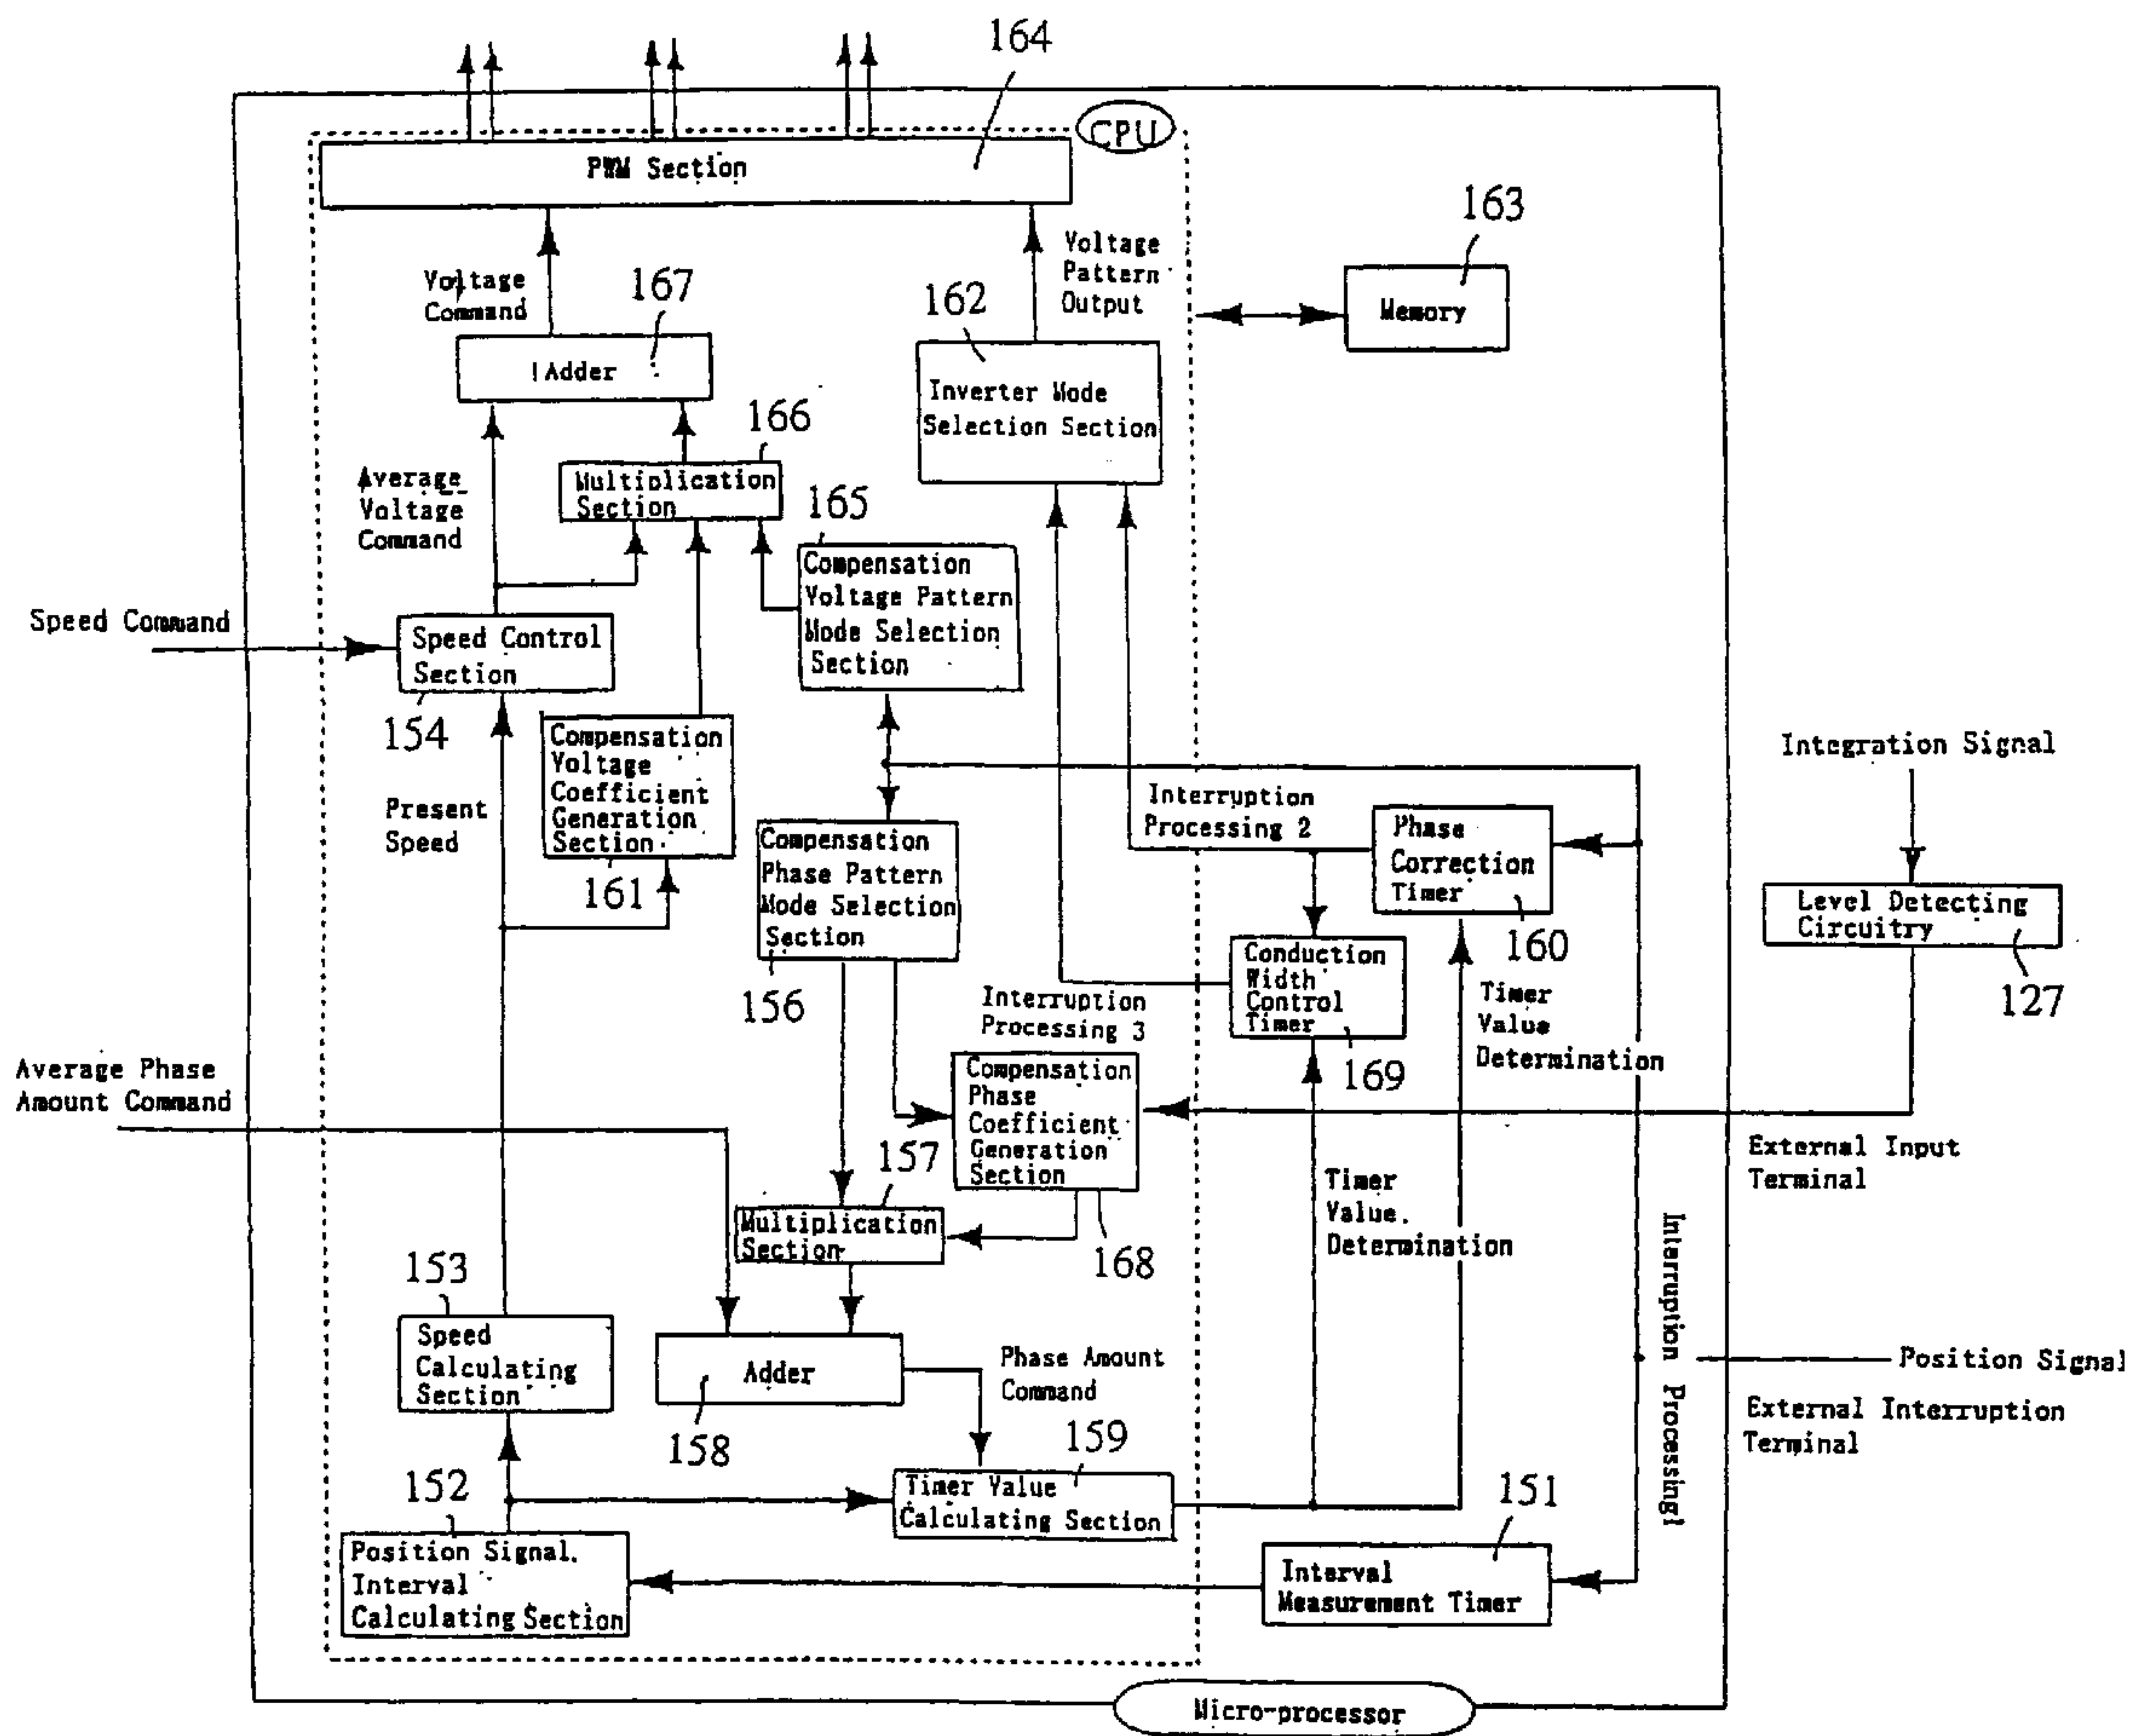 164
CPU
PWM Section
163
Voltage
Pattern
Output
Voltage
Command
167
162
Memory
Adder
Inverter Mode
Selection Section
166
Average
Voltage
Command
Multiplication
Section
165
Compensation
Voltage Pattern
Mode Selection
Section
Speed Command
Speed Control
Section
154
Compensation
Voltage
Coefficient
Generation
Section
161
Integration Signal
Present
Speed
Interruption
Processing 2
Phase
Correction
Timer
160
Compensation
Phase Pattern
Mode Selection
Section
156
Level Detecting
Circuitry
127
Conduction
Width
Control
Timer
169
Interruption
Processing 3
Timer
Value
Determination
Average Phase
Amount Command
Compensation
Phase
Coefficient
Generation
Section
168
External Input
Terminal
157
Multiplication
Section
Timer
Value.
Determination
Interruption Processing1
153
Speed
Calculating
Section
Adder
158
Phase Amount
Command
Position Signal
External Interruption
Terminal
159
Timer Value
Calculating Section
152
Position Signal.
Interval
Calculating Section
151
Interval
Measurement Timer
Micro-processor